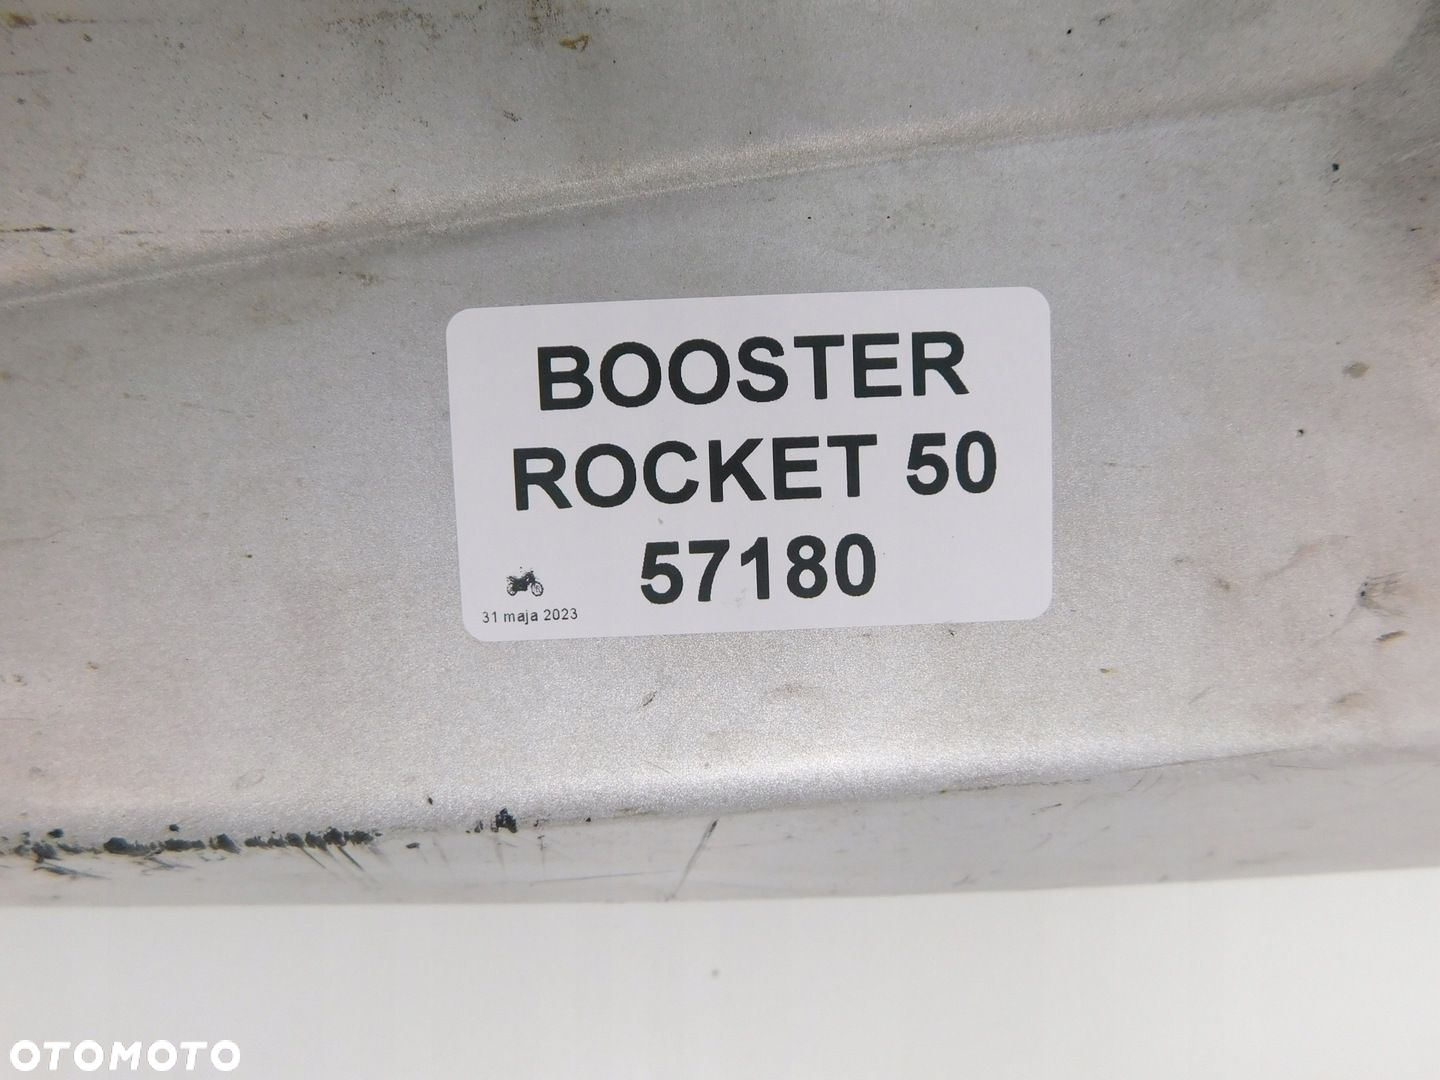 BOOSTER
ROCKET 50
57180
31 maja 2023
OTOMOTO